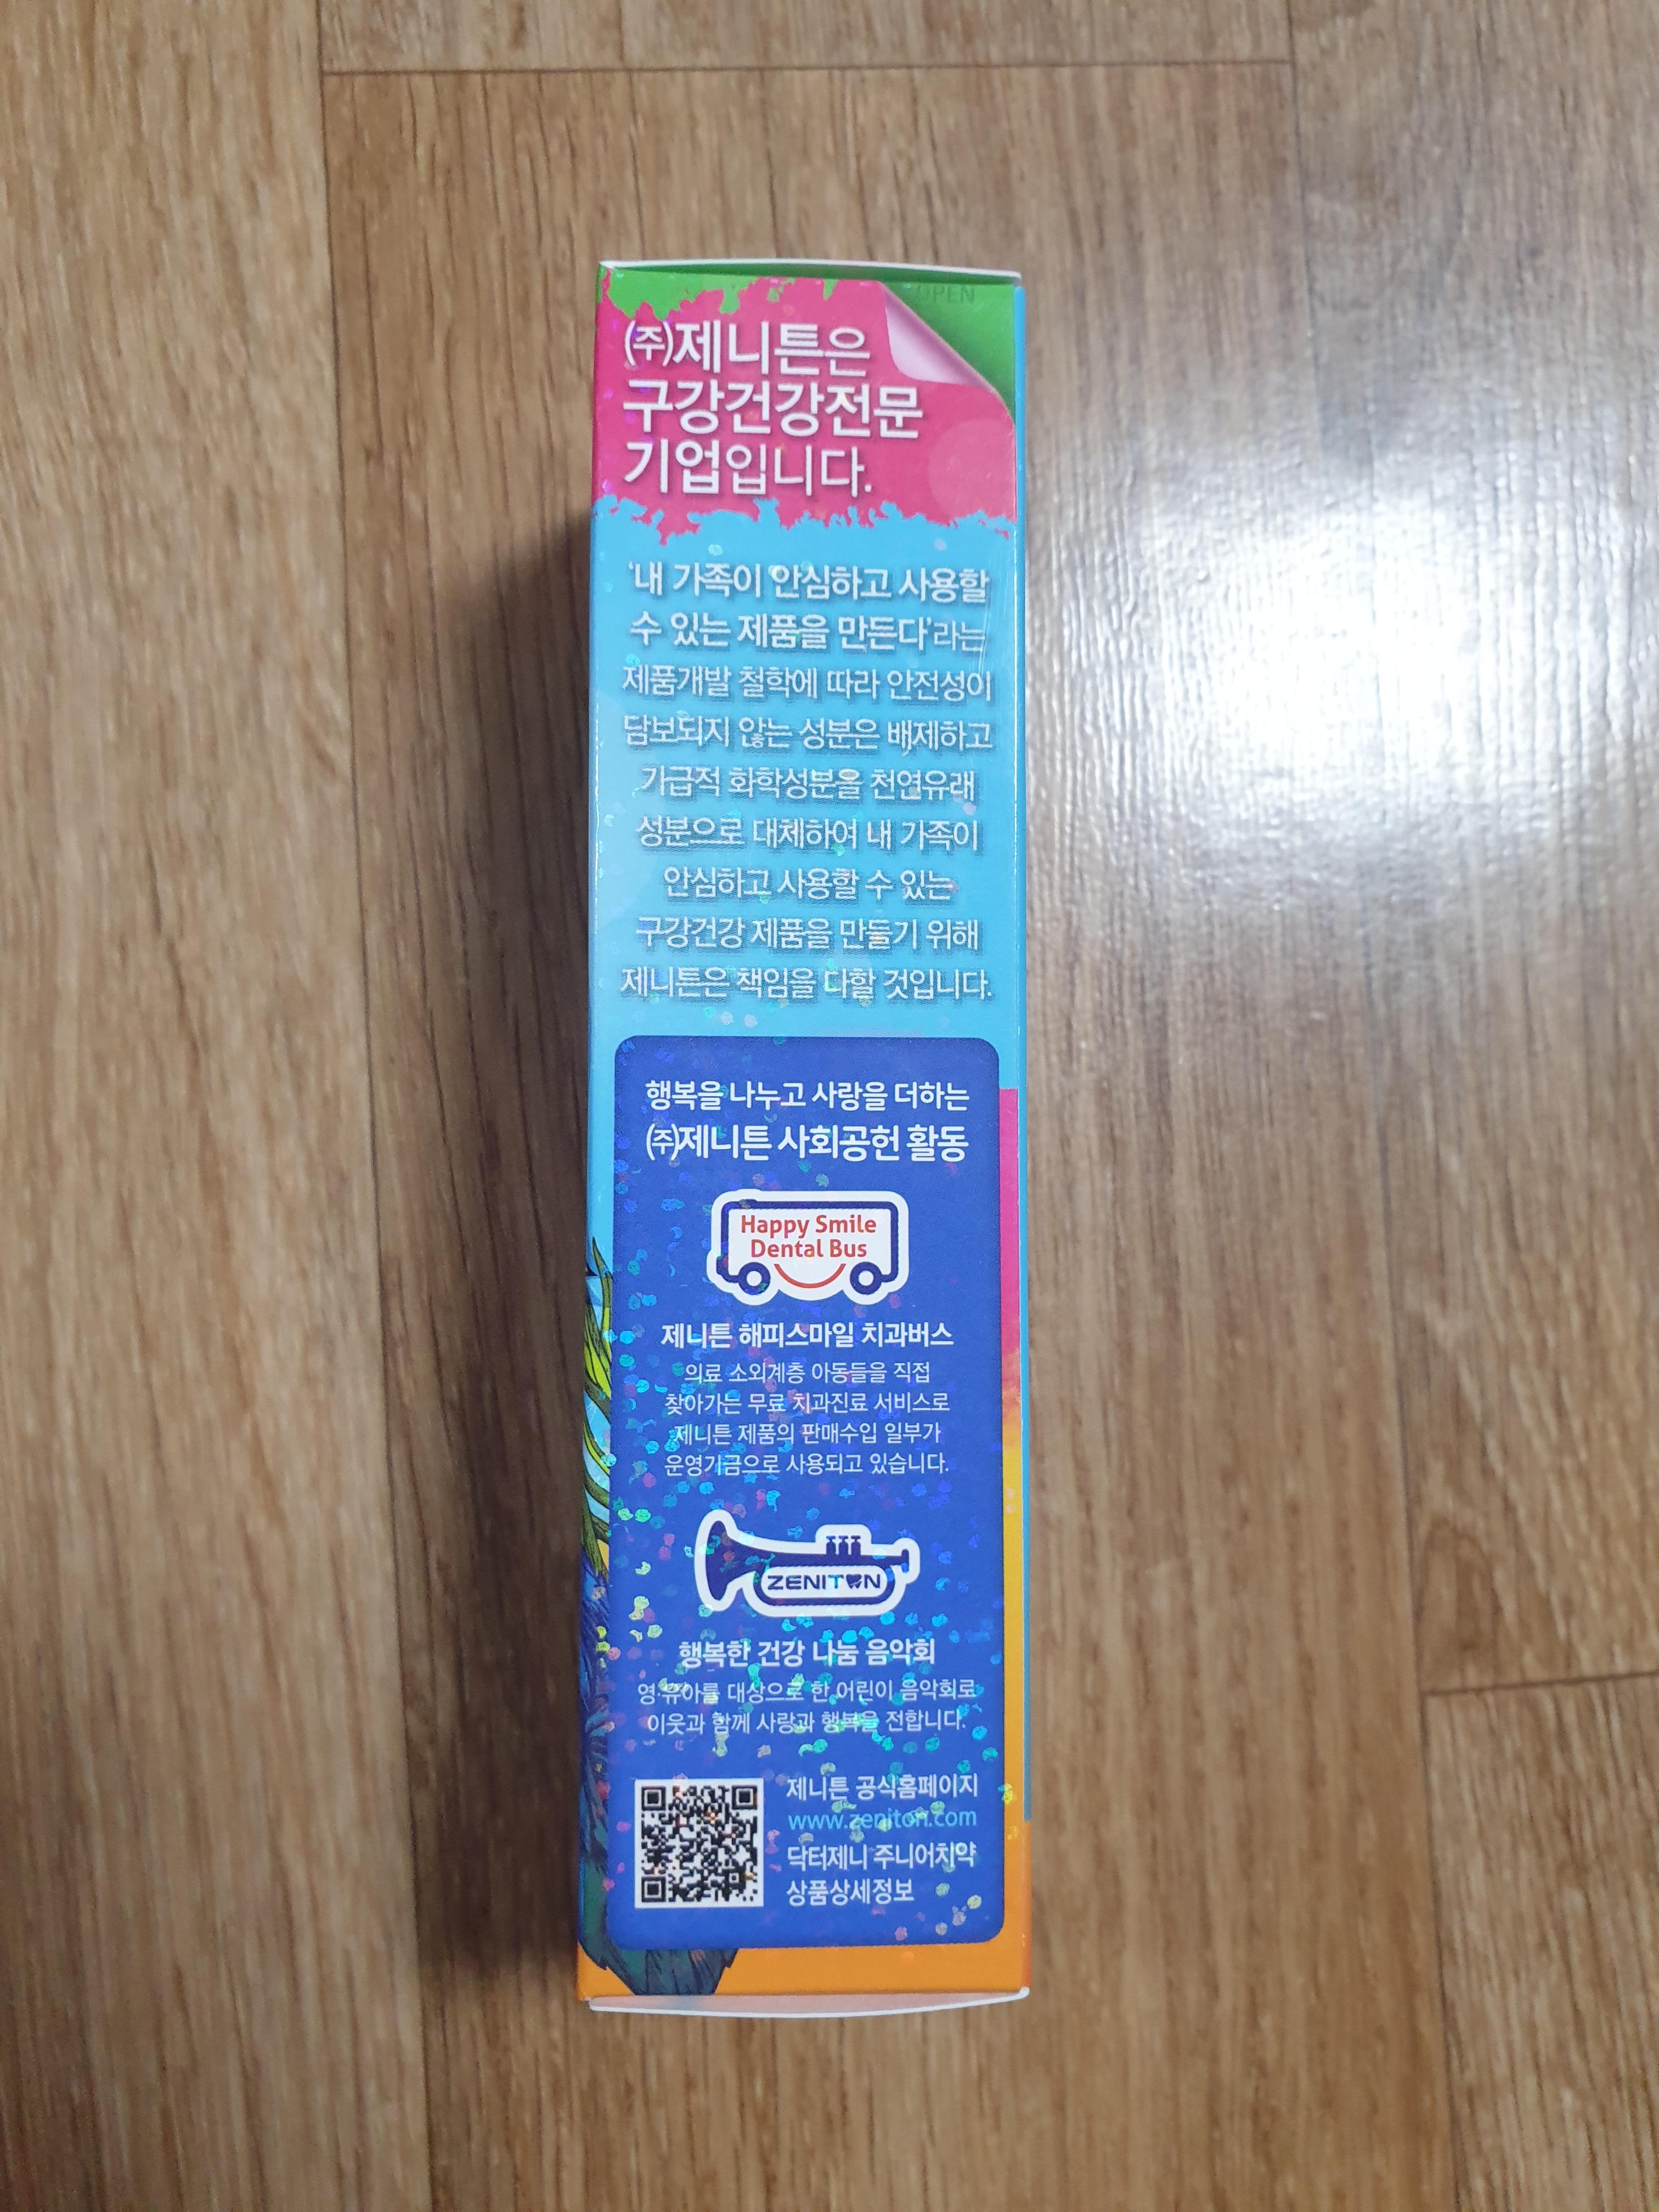 OPEN
(주)제니튼은
구강건강전문
기업입니다.
'내 가족이 안심하고 사용할
수 있는 제품을 만든다'라는
제품개발 철학에 따라 안전성이
담보되지 않는 성분은 배제하고
가급적 화학성분을 천연유래
성분으로 대체하여 내 가족이
안심하고 사용할 수 있는
구강건강 제품을 만들기 위해
제니튼은 책임을 다할 것입니다.
행복을 나누고 사랑을 더하는
(주)제니튼 사회공헌 활동
Happy Smile
Dental Bus
제니튼 해피스마일 치과버스
의료 소외계층 아동들을 직접
찾아가는 무료 치과진료 서비스로
제니튼 제품의 판매수입 일부가
운영기금으로 사용되고 있습니다.
ZENITON
행복한 건강 나눔 음악회
영·유아를 대상으로 한 어린이 음악회로
이웃과 함께 사랑과 행복을 전합니다.
제니튼 공식홈페이지
www.zeniton.com
닥터제니 주니어치약
상품상세정보